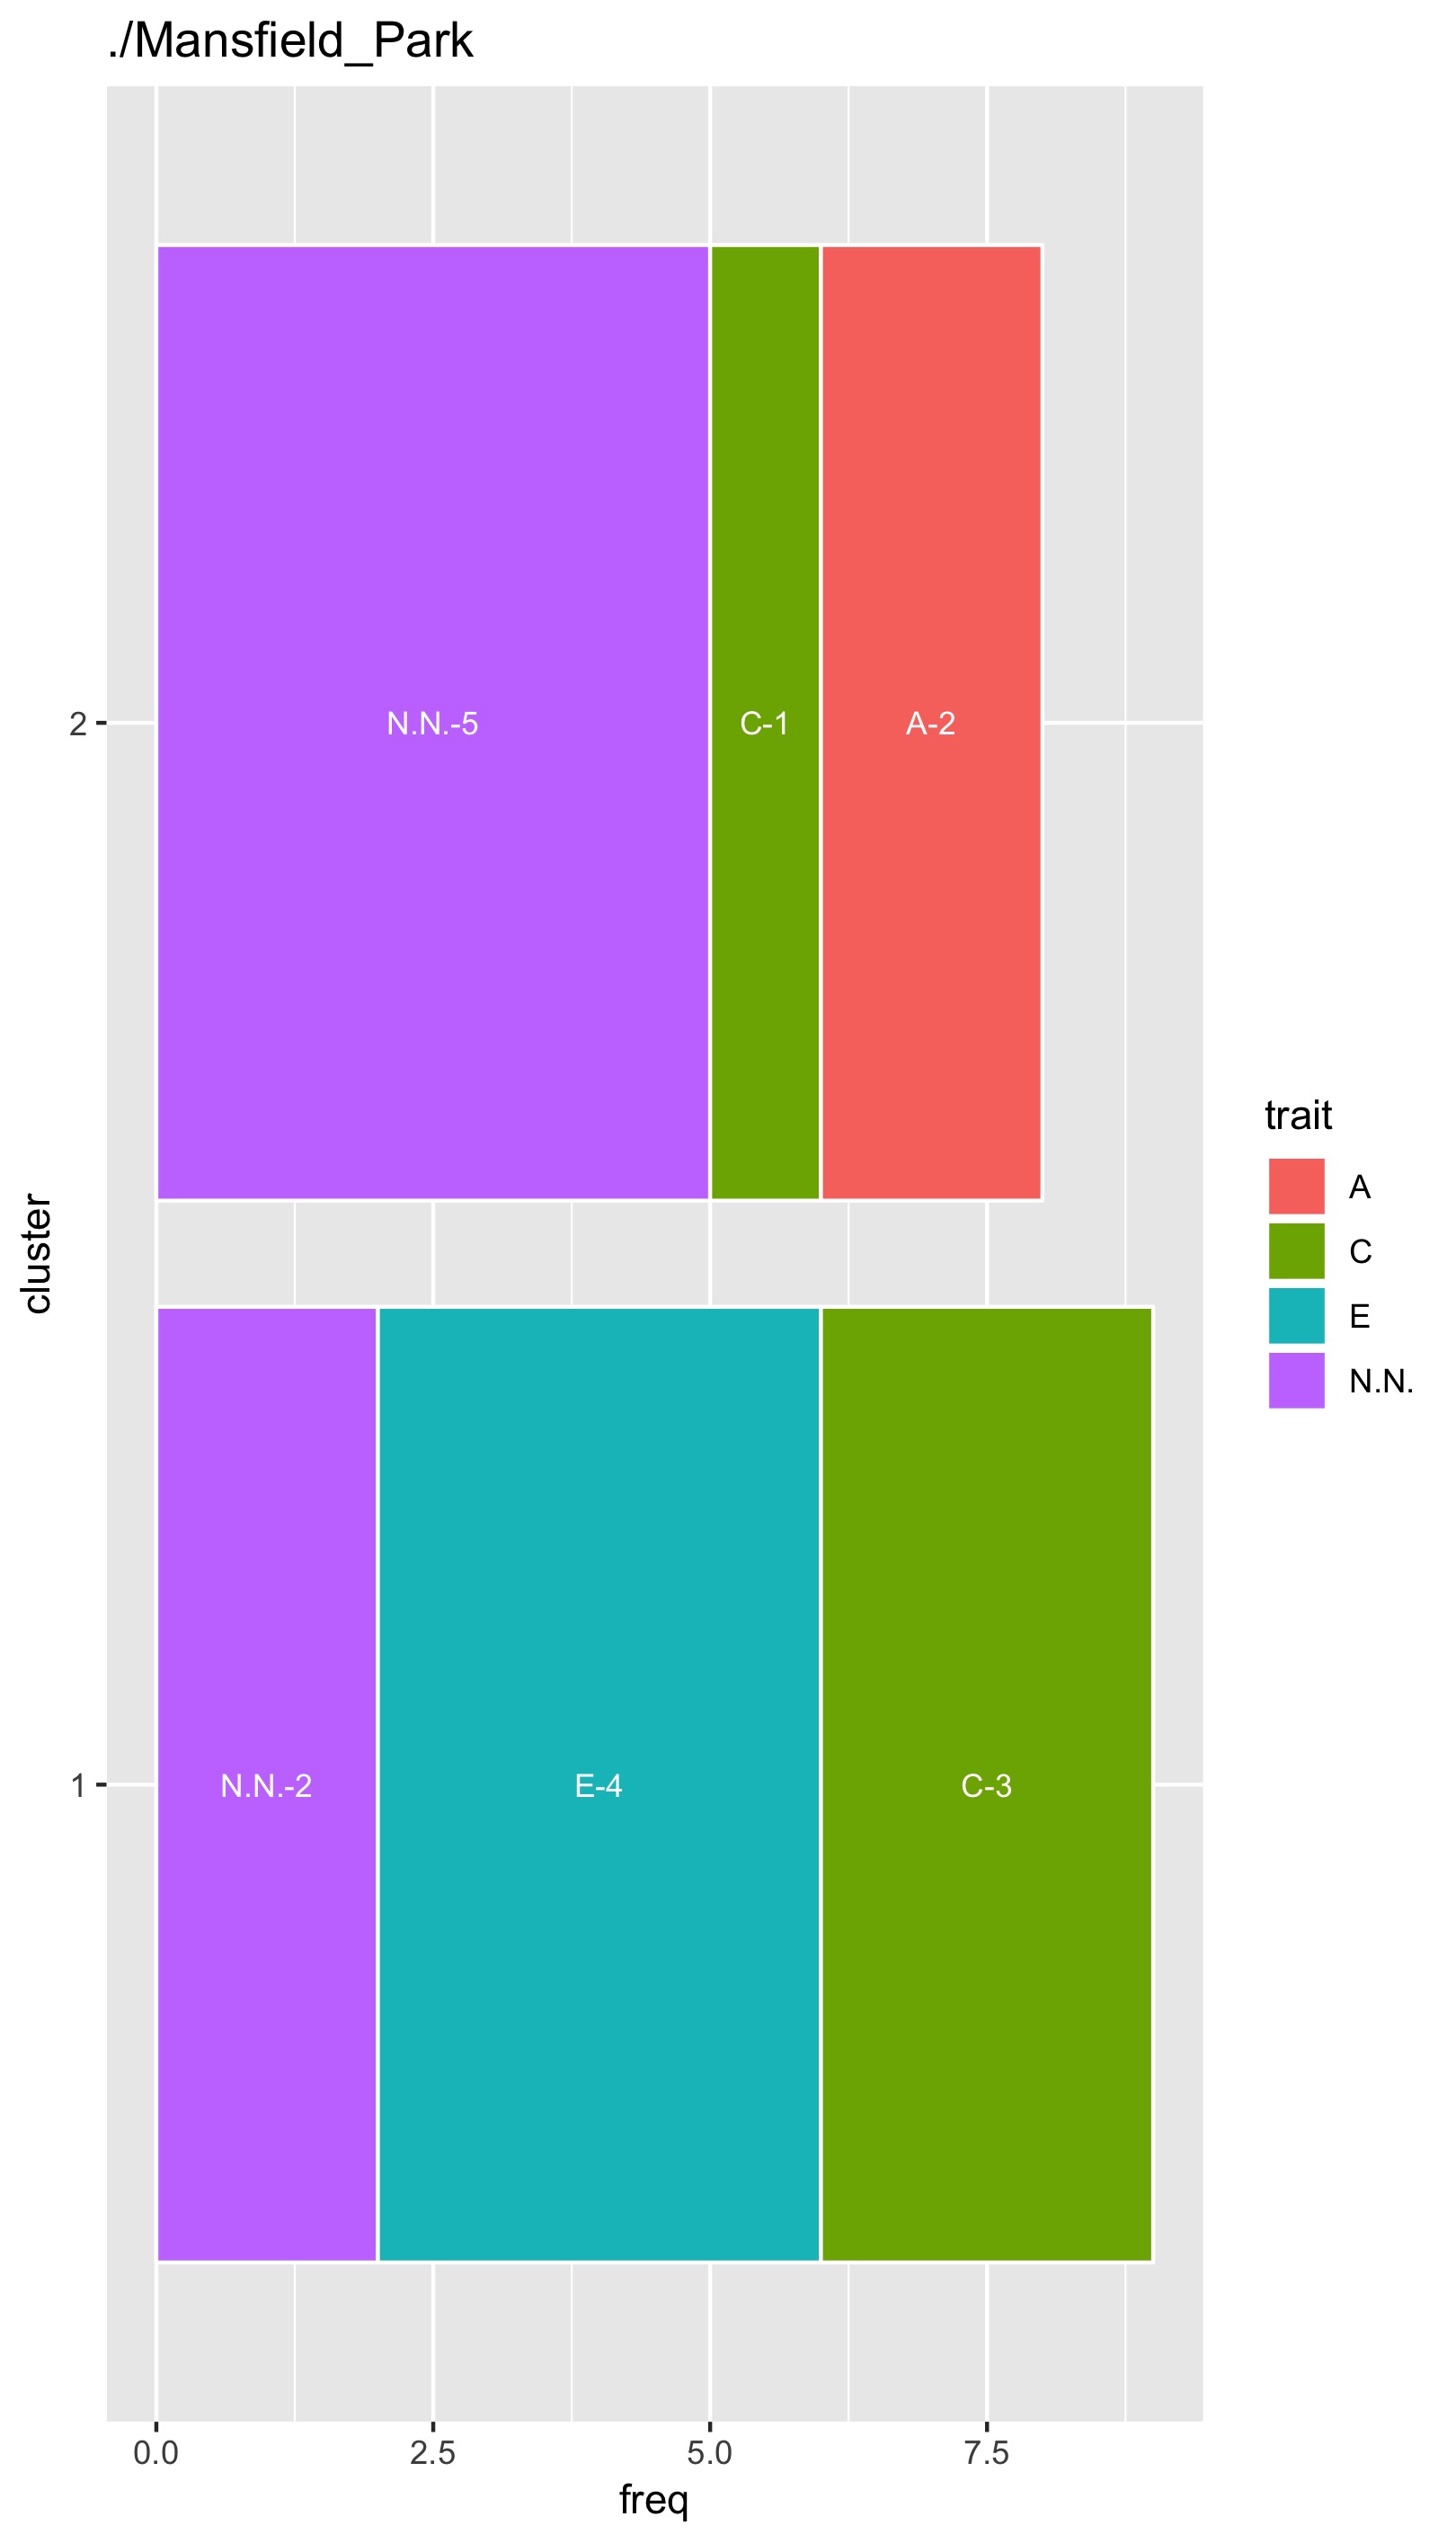 ./Mansfield_Park
2
N.N.-5
C-1
A-2
cluster
trait
A
C
E
N.N.
1
N.N.-2
E-4
C-3
0.0
2.5
5.0
7.5
freq